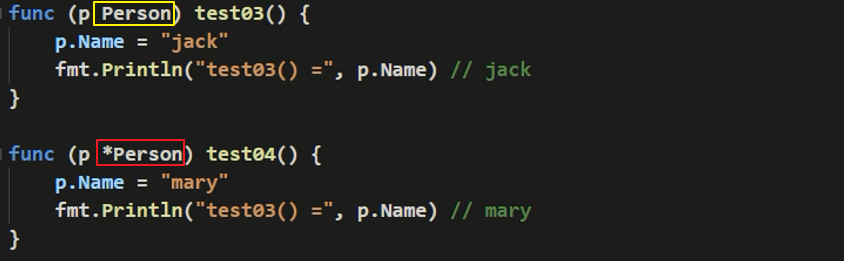 func (p Person) test03() {
    p.Name = "jack"
    fmt.Println("test03() =", p.Name) // jack
}

func (p *Person) test04() {
    p.Name = "mary"
    fmt.Println("test03() =", p.Name) // mary
}